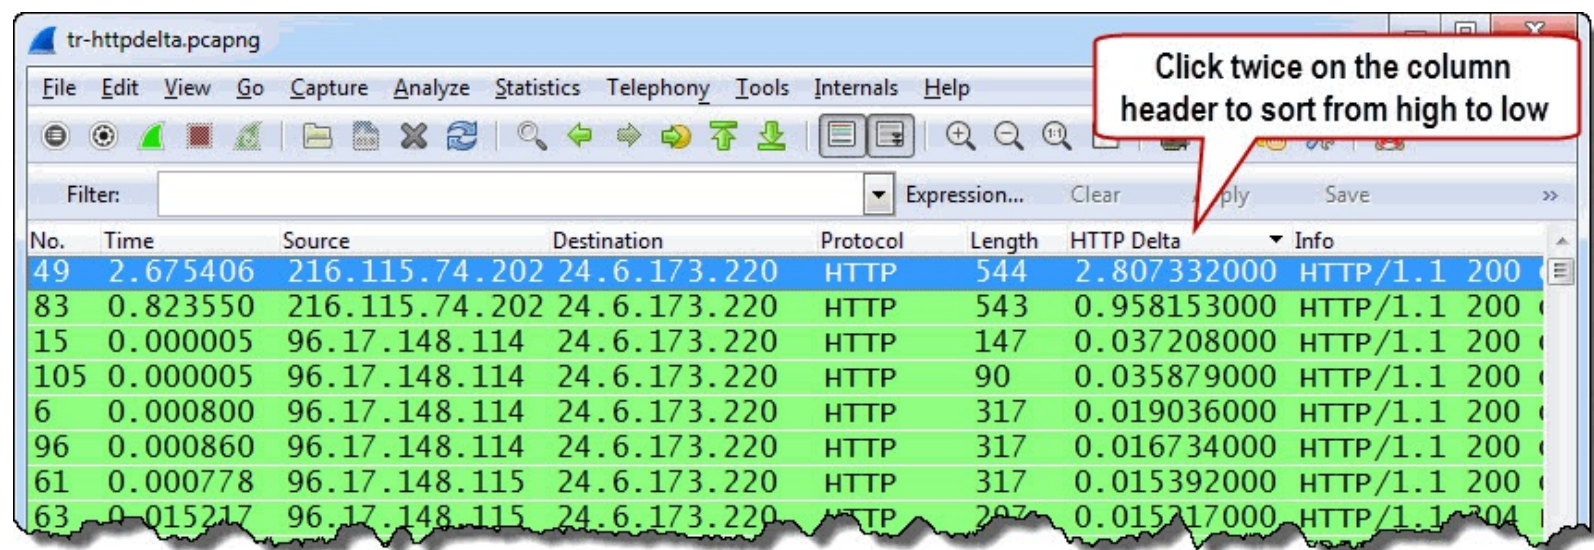 tr-httpdelta.pcapng
Click twice on the column
header to sort from high to low
File Edit View Go Capture Analyze Statistics Telephony Tools Internals Help
Filter: Expression... Clear Save
No. Time Source Destination Protocol Length HTTP Delta Info
49 2.675406 216.115.74.202 24.6.173.220 HTTP 544 2.807332000 HTTP/1.1 200
83 0.823550 216.115.74.202 24.6.173.220 HTTP 543 0.958153000 HTTP/1.1 200
15 0.000005 96.17.148.114 24.6.173.220 HTTP 147 0.037208000 HTTP/1.1 200
105 0.000005 96.17.148.114 24.6.173.220 HTTP 90 0.035879000 HTTP/1.1 200
6 0.000800 96.17.148.114 24.6.173.220 HTTP 317 0.019036000 HTTP/1.1 200
96 0.000860 96.17.148.114 24.6.173.220 HTTP 317 0.016734000 HTTP/1.1 200
61 0.000778 96.17.148.115 24.6.173.220 HTTP 317 0.015392000 HTTP/1.1 200
63 0.015217 96.17.148.115 24.6.173.220 0.015217000 HTTP/1.1